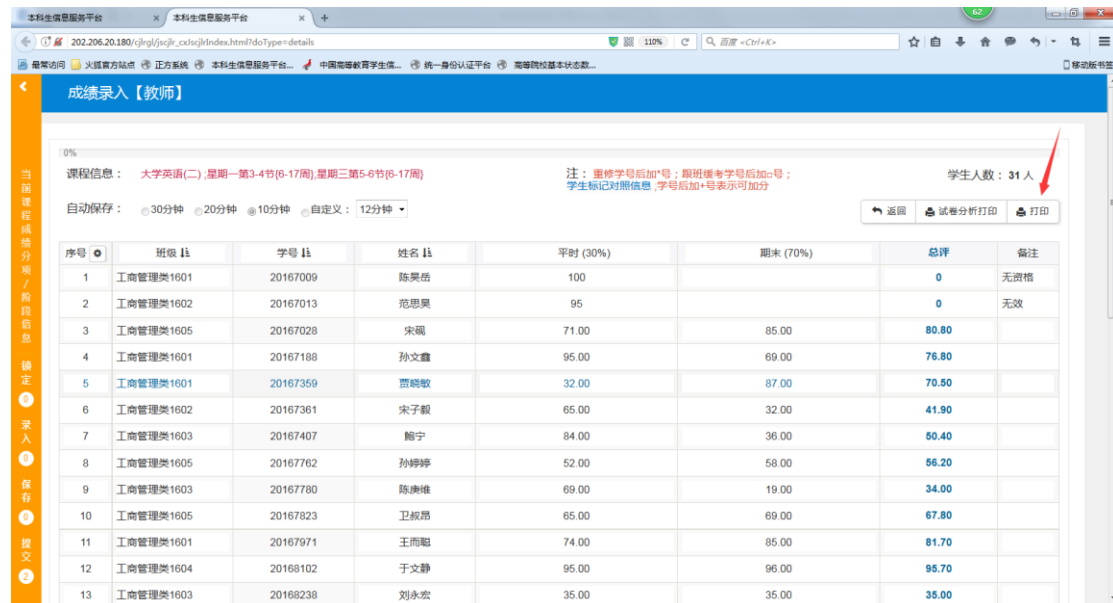 本科生信息服务平台 × 本科生信息服务平台 × +
62
202.206.20.180/cjlrgl/jscjlr_cxJscjlrIndex.html?doType=details 110% 百度 <Ctrl+K>
最常访问 火狐官方站点 正方系统 本科生信息服务平台... 中国高等教育学生信... 统一身份认证平台 高等院校基本状态数... 移动版书签
成绩录入【教师】
0%
课程信息： 大学英语(二) ;星期一第3-4节{6-17周};星期三第5-6节{6-17周}
注： 重修学号后加*号；跟班缓考学号后加□号；
学生标记对照信息 ;学号后加+号表示可加分
学生人数：31 人
自动保存： 30分钟 20分钟 10分钟 自定义： 12分钟
返回 试卷分析打印 打印
序号 班级 学号 姓名 平时 (30%) 期末 (70%) 总评 备注
1 工商管理类1601 20167009 陈昊岳 100 0 无资格
2 工商管理类1602 20167013 范思昊 95 0 无效
3 工商管理类1605 20167028 宋砚 71.00 85.00 80.80
4 工商管理类1601 20167188 孙文鑫 95.00 69.00 76.80
5 工商管理类1601 20167359 贾晓敏 32.00 87.00 70.50
6 工商管理类1602 20167361 宋子毅 65.00 32.00 41.90
7 工商管理类1603 20167407 鲍宁 84.00 36.00 50.40
8 工商管理类1605 20167762 孙婷婷 52.00 58.00 56.20
9 工商管理类1603 20167780 陈庚维 69.00 19.00 34.00
10 工商管理类1605 20167823 卫叔昂 65.00 69.00 67.80
11 工商管理类1601 20167971 王而聪 74.00 85.00 81.70
12 工商管理类1604 20168102 于文静 95.00 96.00 95.70
13 工商管理类1603 20168238 刘永宏 35.00 35.00 35.00
当前课程成绩分项/阶段信息
锁定 0
录入 0
保存 0
提交 2